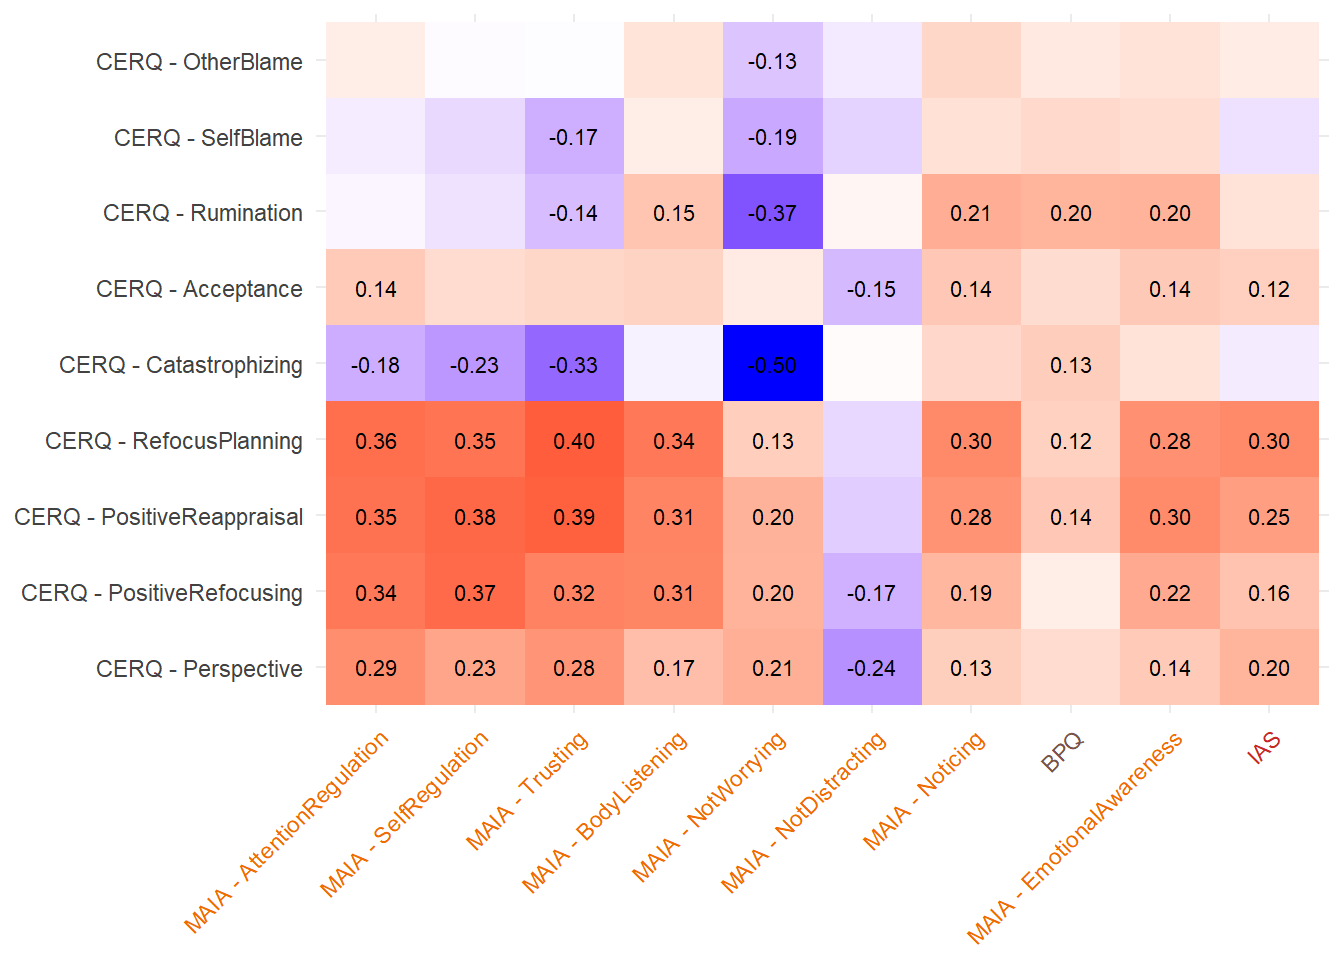 CERQ - OtherBlame -0.13
CERQ - SelfBlame -0.17 -0.19
CERQ - Rumination -0.14 0.15 -0.37 0.21 0.20 0.20
CERQ - Acceptance 0.14 -0.15 0.14 0.14 0.12
CERQ - Catastrophizing -0.18 -0.23 -0.33 -0.50 0.13
CERQ - RefocusPlanning 0.36 0.35 0.40 0.34 0.13 0.30 0.12 0.28 0.30
CERQ - PositiveReappraisal 0.35 0.38 0.39 0.31 0.20 0.28 0.14 0.30 0.25
CERQ - PositiveRefocusing 0.34 0.37 0.32 0.31 0.20 -0.17 0.19 0.22 0.16
CERQ - Perspective 0.29 0.23 0.28 0.17 0.21 -0.24 0.13 0.14 0.20
MAIA - AttentionRegulation
MAIA - SelfRegulation
MAIA - Trusting
MAIA - BodyListening
MAIA - NotWorrying
MAIA - NotDistracting
MAIA - Noticing
BPQ
MAIA - EmotionalAwareness
IAS